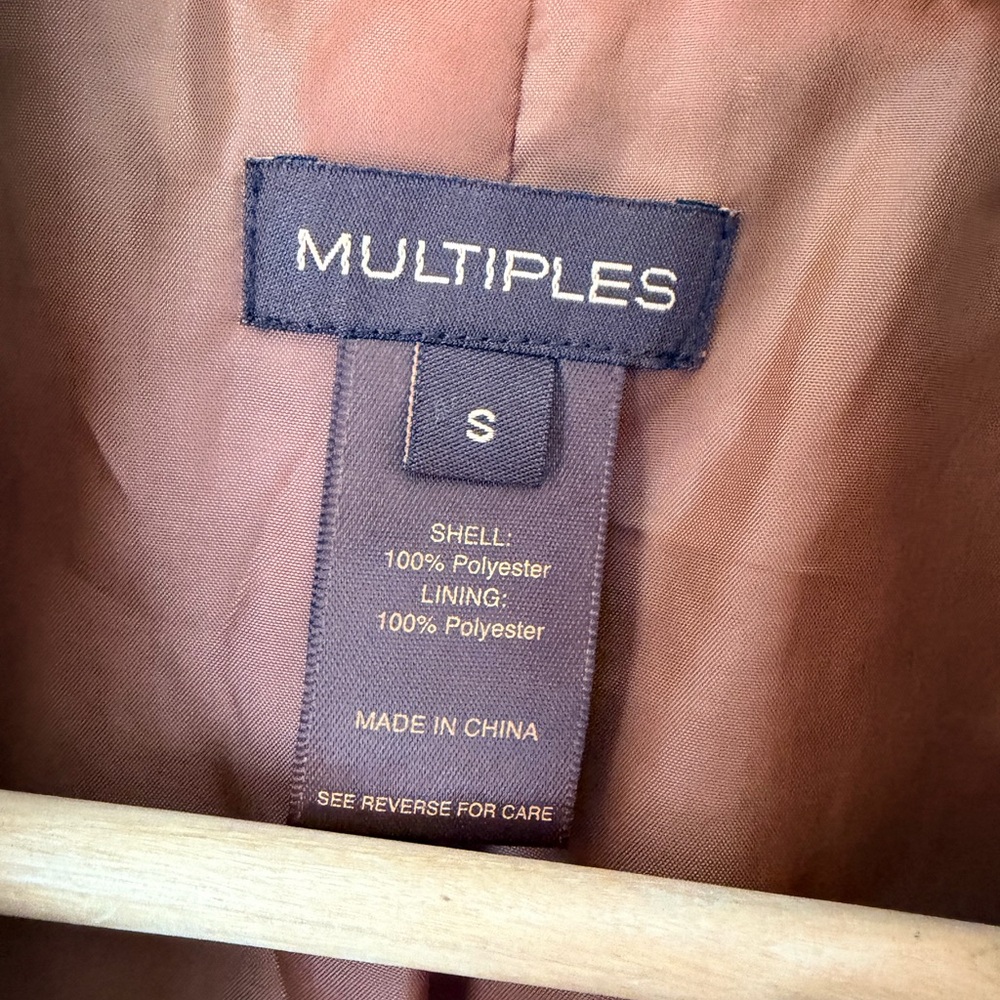 MULTIPLES
S
SHELL:
100% Polyester
LINING:
100% Polyester
MADE IN CHINA
SEE REVERSE FOR CARE